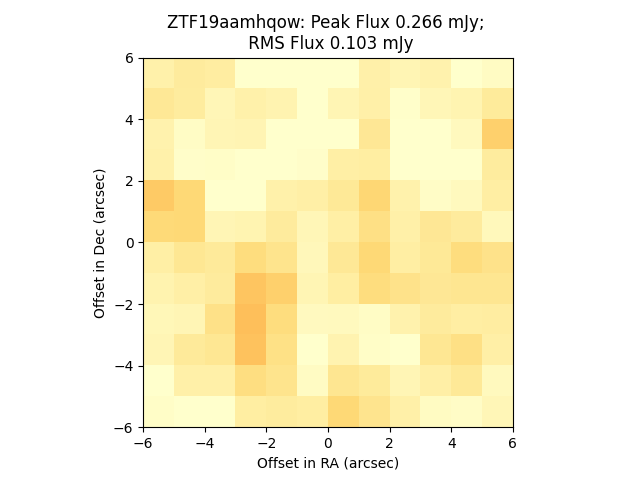 ZTF19aamhqow: Peak Flux 0.266 mJy;
RMS Flux 0.103 mJy
6
4
2
0
−2
−4
−6
Offset in Dec (arcsec)
−6 −4 −2 0 2 4 6
Offset in RA (arcsec)